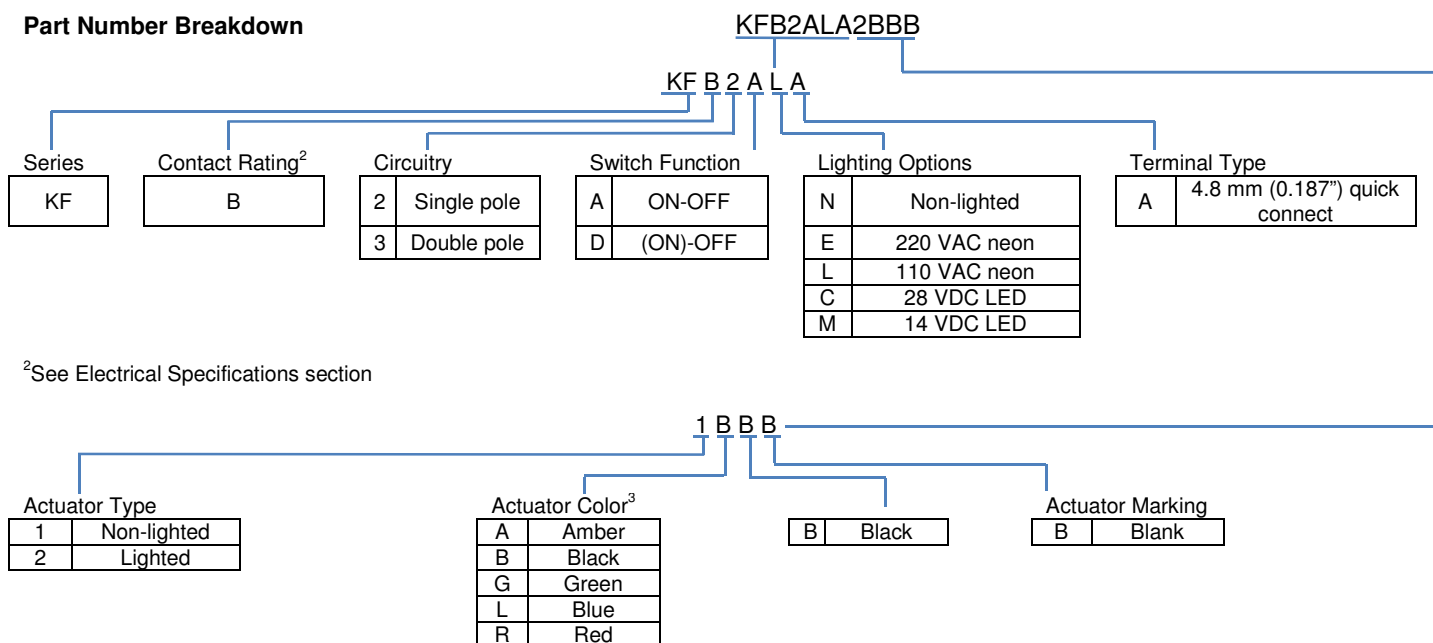 Part Number Breakdown
KFB2ALA2BBB
KF B 2 A L A
Series
KF
Contact Rating2
B
Circuitry
2 Single pole
3 Double pole
Switch Function
A ON-OFF
D (ON)-OFF
Lighting Options
N Non-lighted
E 220 VAC neon
L 110 VAC neon
C 28 VDC LED
M 14 VDC LED
Terminal Type
A 4.8 mm (0.187”) quick
connect
2See Electrical Specifications section
1 B B B
Actuator Type
1 Non-lighted
2 Lighted
Actuator Color3
A Amber
B Black
G Green
L Blue
R Red
B Black
Actuator Marking
B Blank